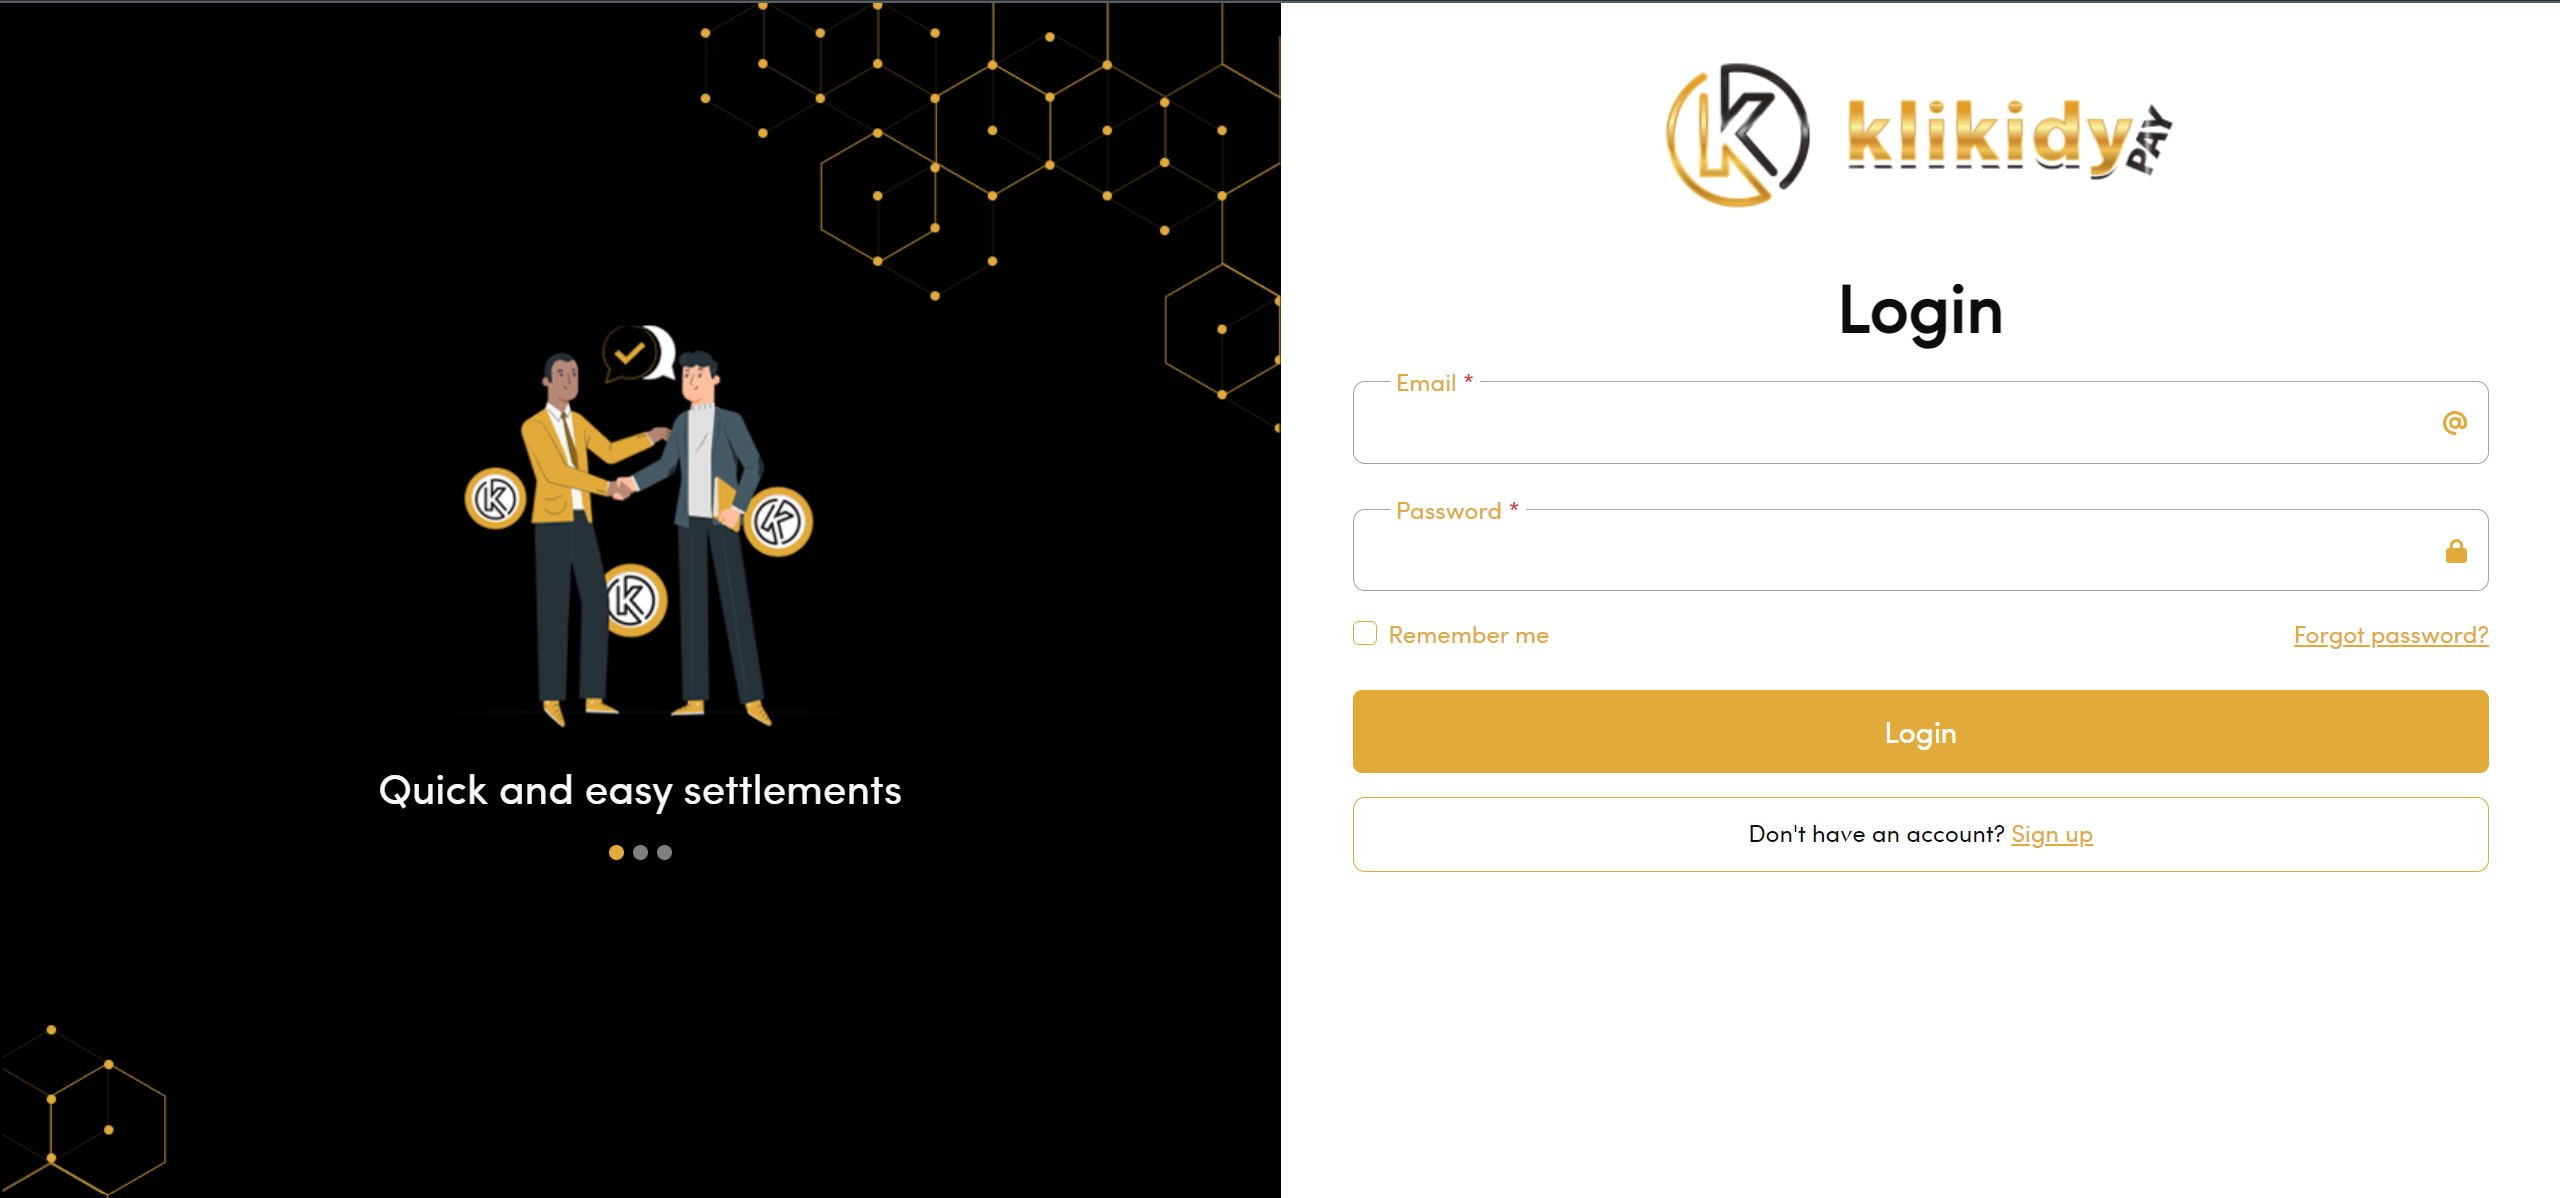 Quick and easy settlements
klikidy PAY
Login
Email *
Password *
Remember me
Forgot password?
Login
Don't have an account? Sign up